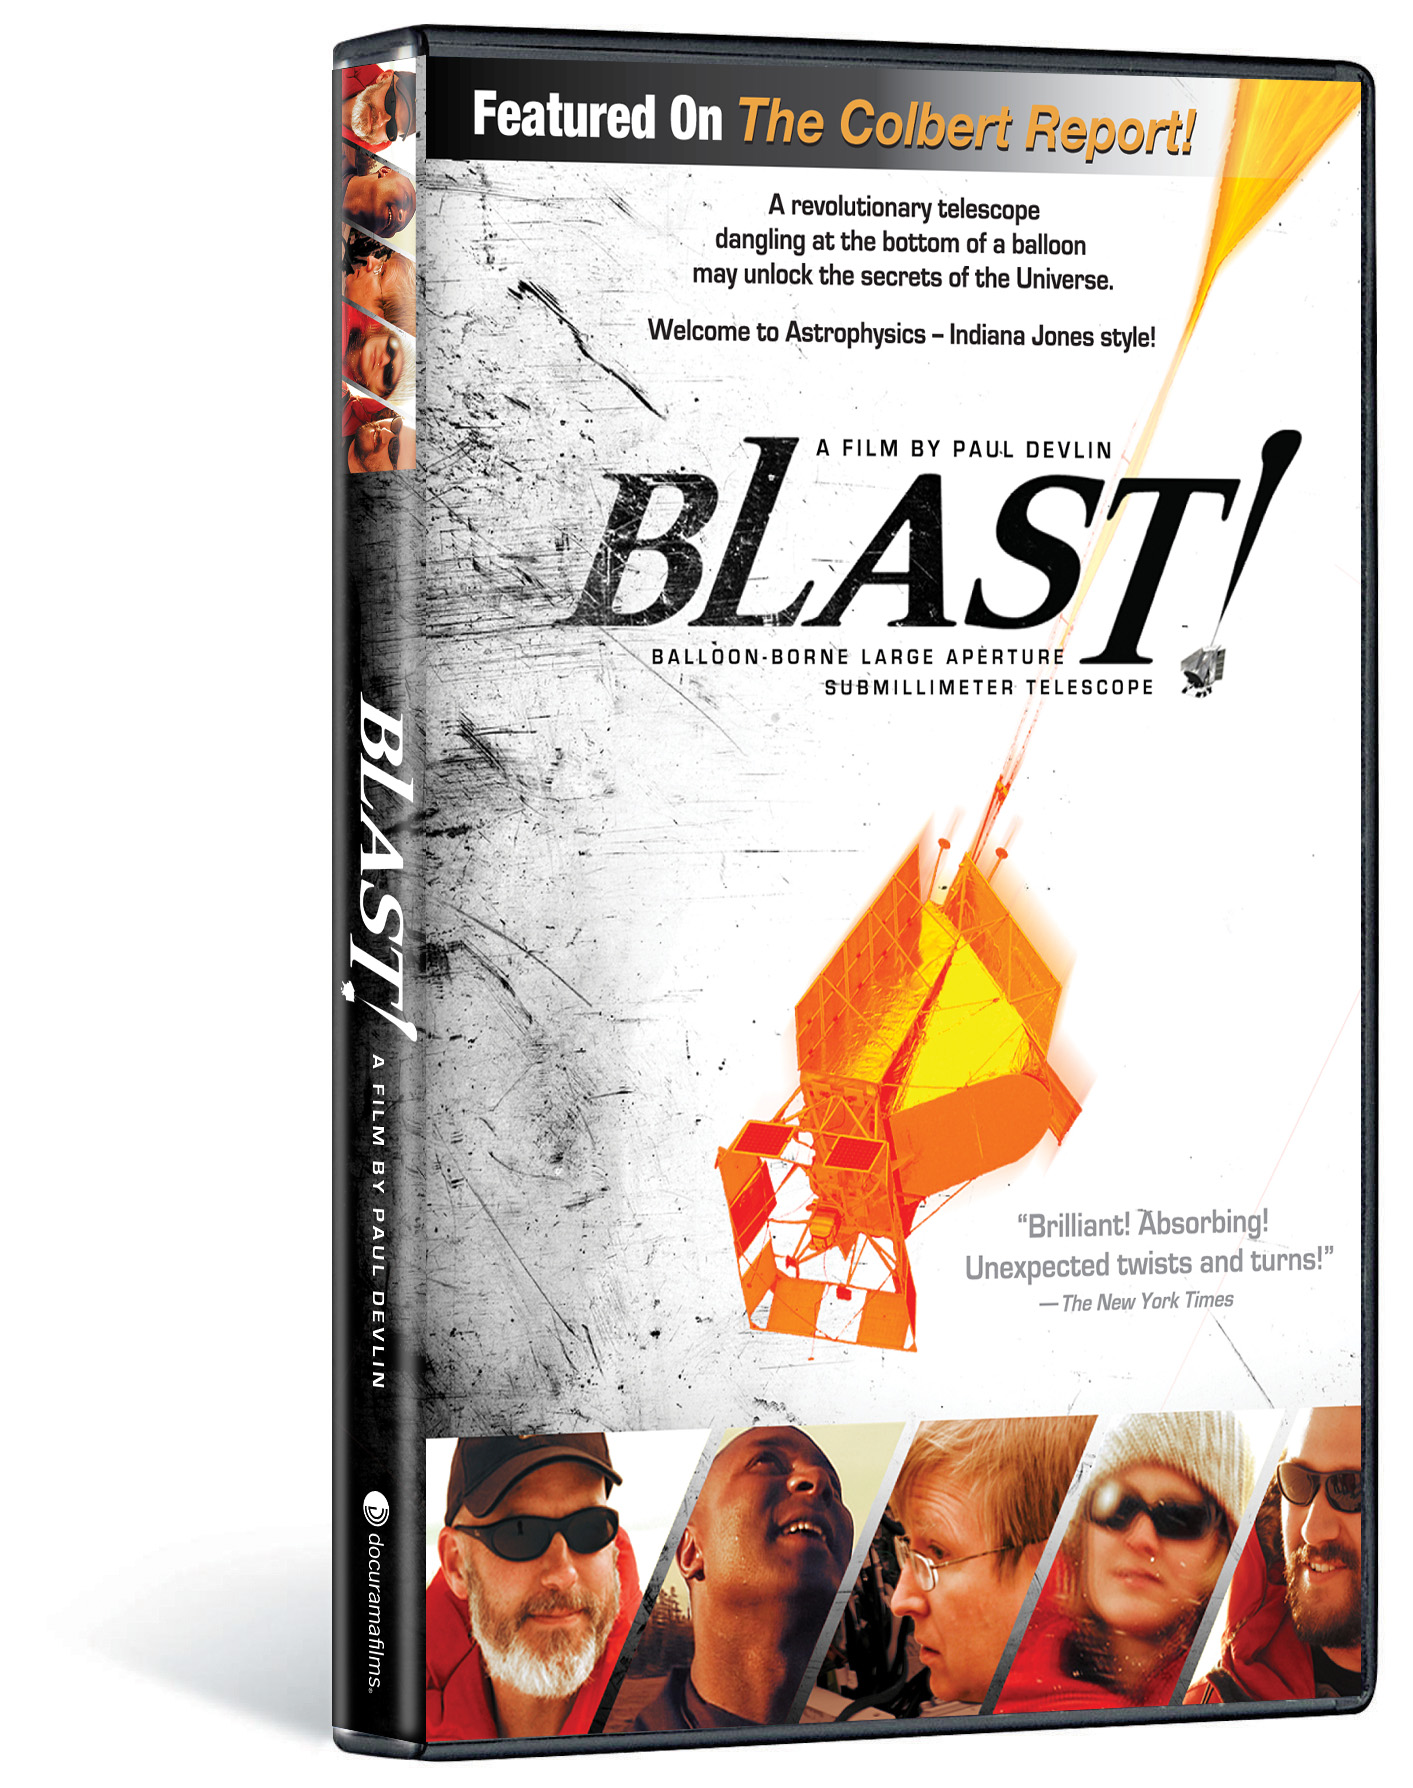 Featured On The Colbert Report!
A revolutionary telescope
dangling at the bottom of a balloon
may unlock the secrets of the Universe.
Welcome to Astrophysics – Indiana Jones style!
A FILM BY PAUL DEVLIN
BLAST!
BALLOON-BORNE LARGE APERTURE
SUBMILLIMETER TELESCOPE
“Brilliant! Absorbing!
Unexpected twists and turns!”
—The New York Times
BLAST! A FILM BY PAUL DEVLIN
docuramafilms®